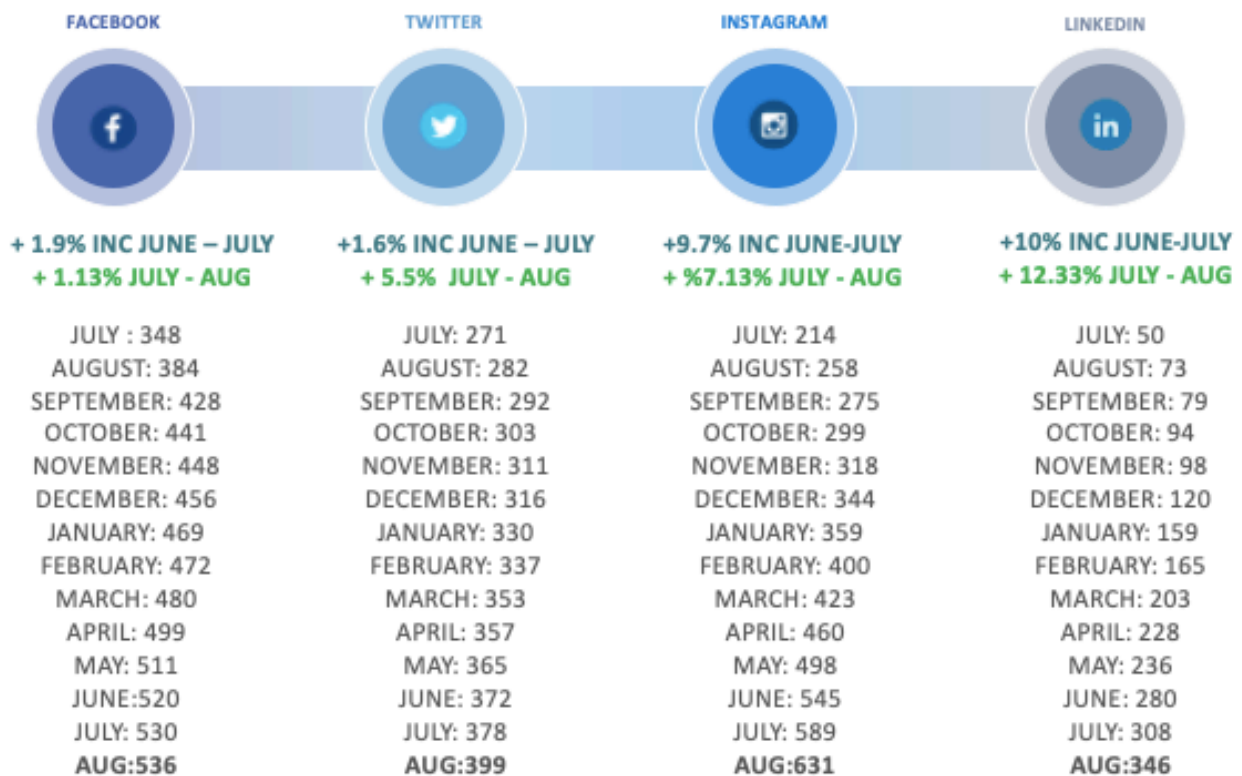 FACEBOOK
TWITTER
INSTAGRAM
LINKEDIN
f
in
+ 1.9% INC JUNE – JULY
+ 1.13% JULY - AUG
+1.6% INC JUNE – JULY
+ 5.5% JULY - AUG
+9.7% INC JUNE-JULY
+ %7.13% JULY - AUG
+10% INC JUNE-JULY
+ 12.33% JULY - AUG
JULY : 348
AUGUST: 384
SEPTEMBER: 428
OCTOBER: 441
NOVEMBER: 448
DECEMBER: 456
JANUARY: 469
FEBRUARY: 472
MARCH: 480
APRIL: 499
MAY: 511
JUNE:520
JULY: 530
AUG:536
JULY: 271
AUGUST: 282
SEPTEMBER: 292
OCTOBER: 303
NOVEMBER: 311
DECEMBER: 316
JANUARY: 330
FEBRUARY: 337
MARCH: 353
APRIL: 357
MAY: 365
JUNE: 372
JULY: 378
AUG:399
JULY: 214
AUGUST: 258
SEPTEMBER: 275
OCTOBER: 299
NOVEMBER: 318
DECEMBER: 344
JANUARY: 359
FEBRUARY: 400
MARCH: 423
APRIL: 460
MAY: 498
JUNE: 545
JULY: 589
AUG:631
JULY: 50
AUGUST: 73
SEPTEMBER: 79
OCTOBER: 94
NOVEMBER: 98
DECEMBER: 120
JANUARY: 159
FEBRUARY: 165
MARCH: 203
APRIL: 228
MAY: 236
JUNE: 280
JULY: 308
AUG:346